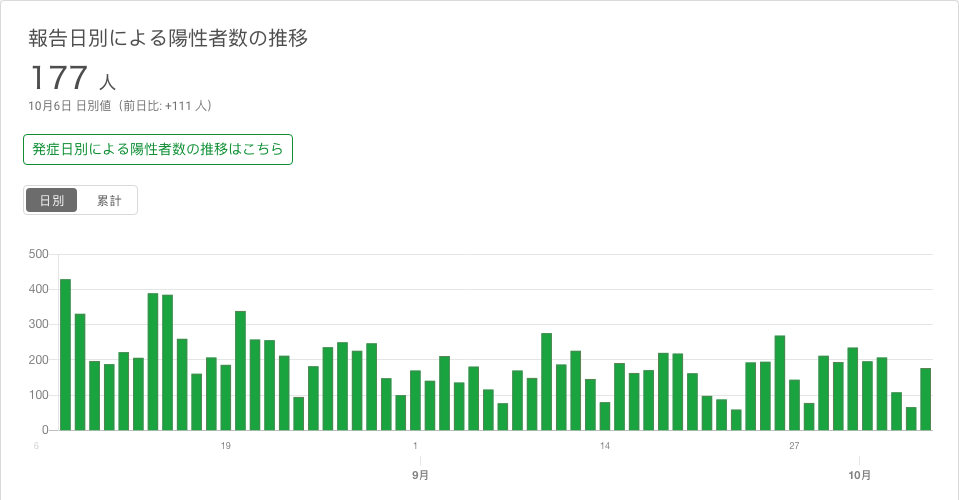 報告日別による陽性者数の推移
177 人
10月6日 日別値（前日比: +111 人）
発症日別による陽性者数の推移はこちら
日別 累計
500
400
300
200
100
0
6 19 1 14 27
9月 10月